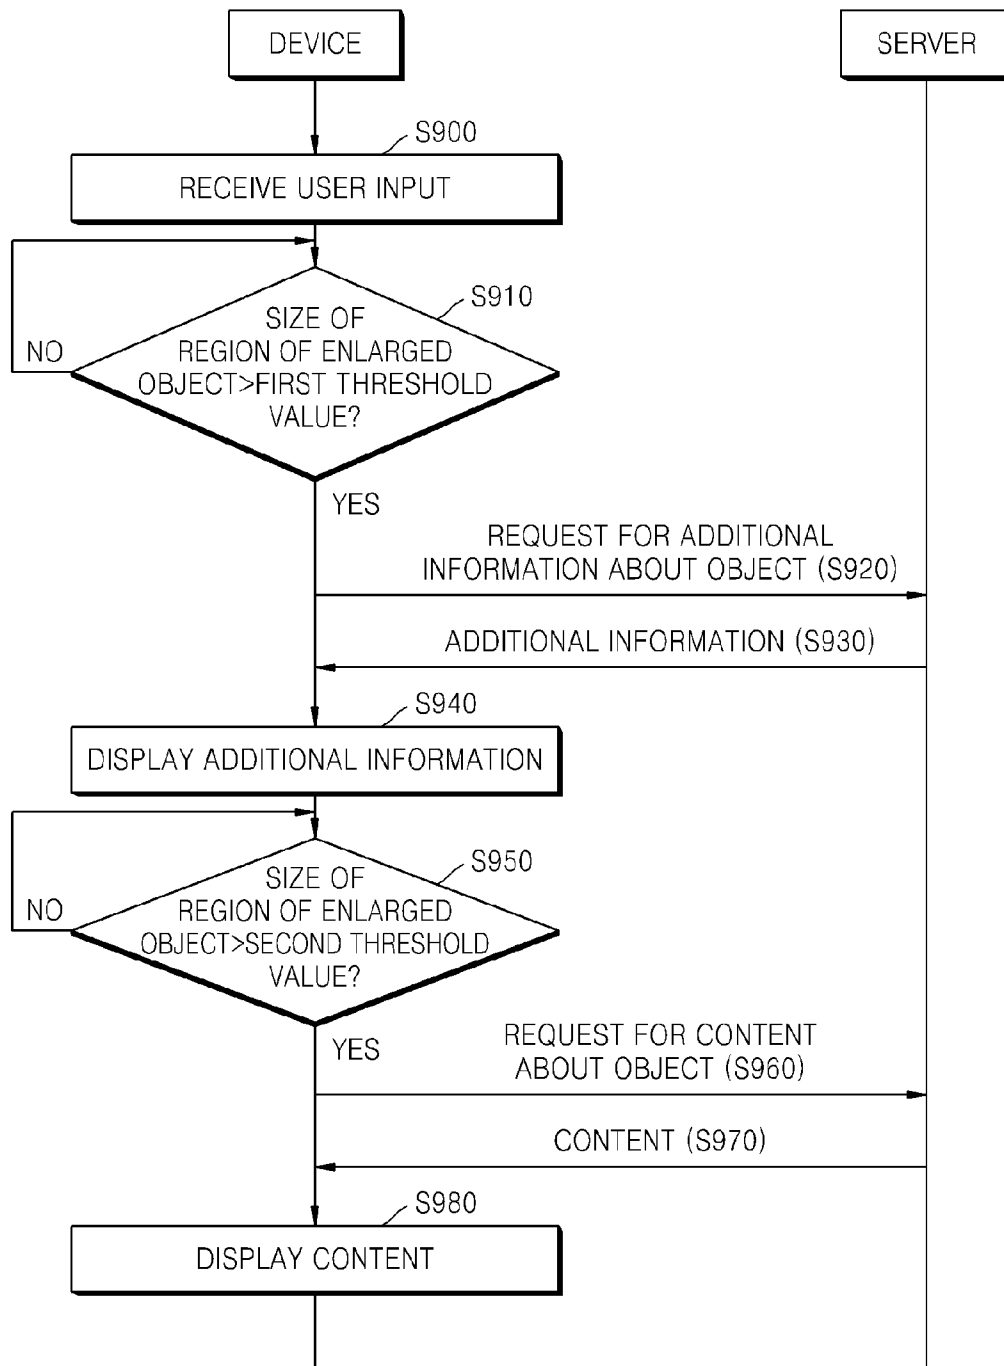 DEVICE
SERVER
S900
RECEIVE USER INPUT
S910
SIZE OF
REGION OF ENLARGED
OBJECT>FIRST THRESHOLD
VALUE?
NO
YES
REQUEST FOR ADDITIONAL
INFORMATION ABOUT OBJECT (S920)
ADDITIONAL INFORMATION (S930)
S940
DISPLAY ADDITIONAL INFORMATION
S950
SIZE OF
REGION OF ENLARGED
OBJECT>SECOND THRESHOLD
VALUE?
NO
YES
REQUEST FOR CONTENT
ABOUT OBJECT (S960)
CONTENT (S970)
S980
DISPLAY CONTENT